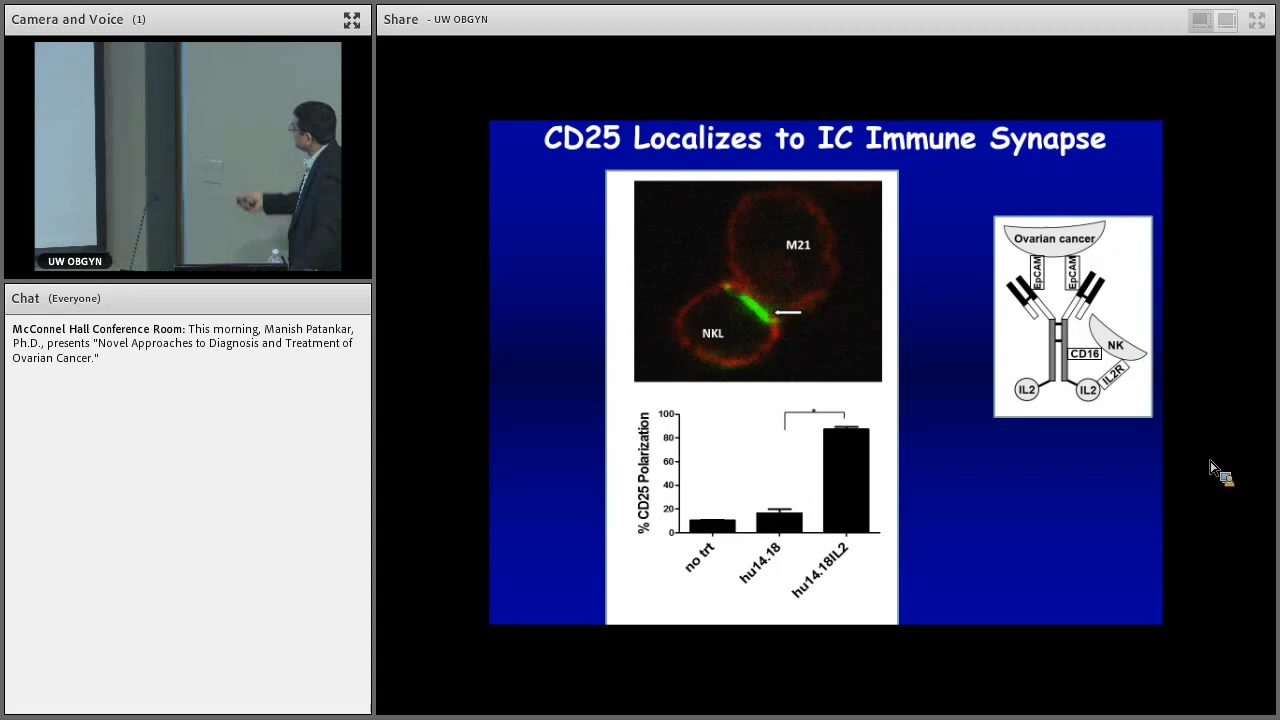 Camera and Voice (1)
UW OBGYN
Chat (Everyone)
McConnel Hall Conference Room: This morning, Manish Patankar,
Ph.D., presents "Novel Approaches to Diagnosis and Treatment of
Ovarian Cancer."
Share - UW OBGYN
CD25 Localizes to IC Immune Synapse
M21
NKL
% CD25 Polarization
100
80
60
40
20
0
*
no trt
hu14.18
hu14.18IL2
Ovarian cancer
EpCAM
EpCAM
NK
CD16
IL2R
IL2
IL2